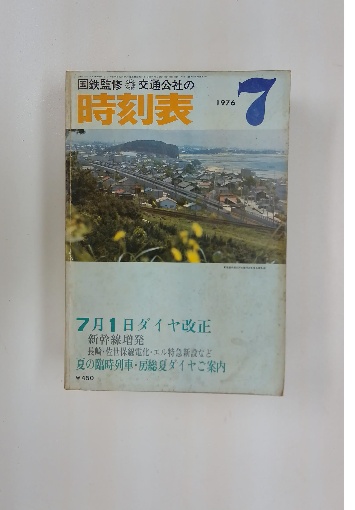 国鉄監修 交通公社の
時刻表
1976
7
7月1日ダイヤ改正
新幹線増発
長崎・佐世保線電化・エル特急新設など
夏の臨時列車・房総夏ダイヤご案内
¥450